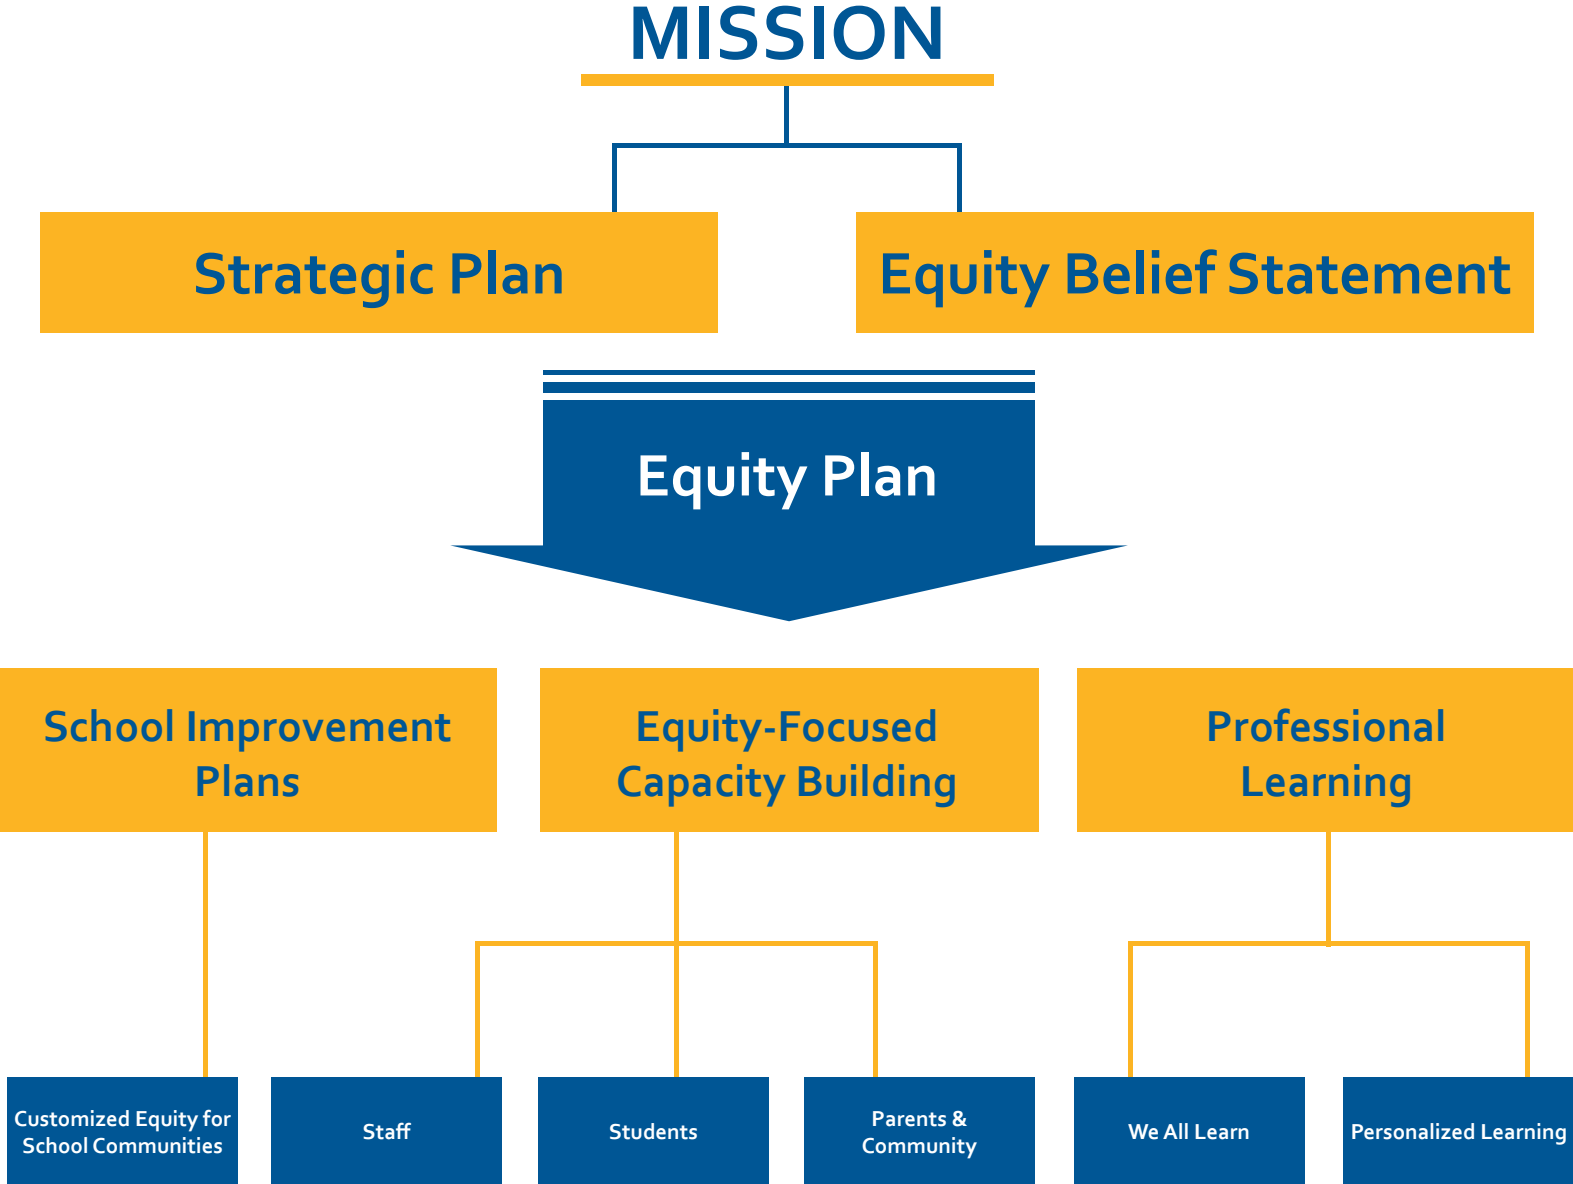 MISSION
Strategic Plan
Equity Belief Statement
Equity Plan
School Improvement
Plans
Equity-Focused
Capacity Building
Professional
Learning
Customized Equity for
School Communities
Staff
Students
Parents &
Community
We All Learn
Personalized Learning